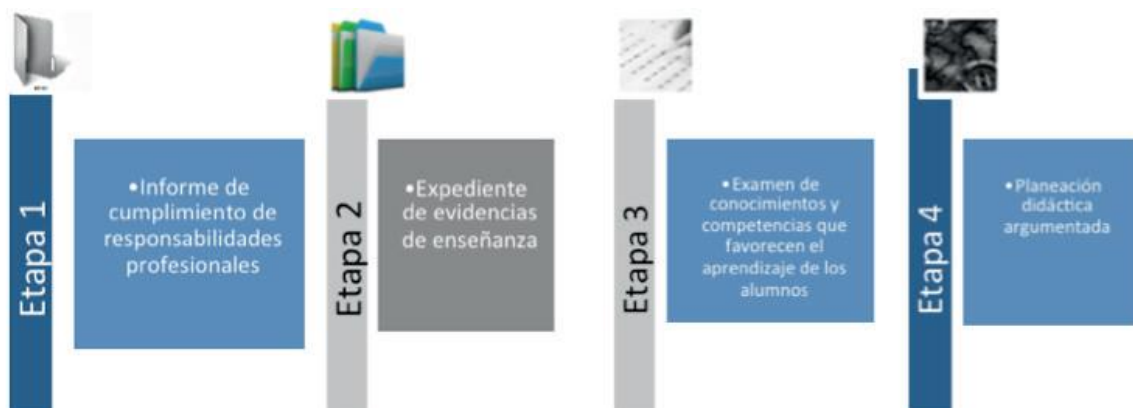 Etapa 1
•Informe de
cumplimiento de
responsabilidades
profesionales
Etapa 2
•Expediente
de evidencias
de enseñanza
Etapa 3
•Examen de
conocimientos y
competencias que
favorecen el
aprendizaje de los
alumnos
Etapa 4
•Planeación
didáctica
argumentada